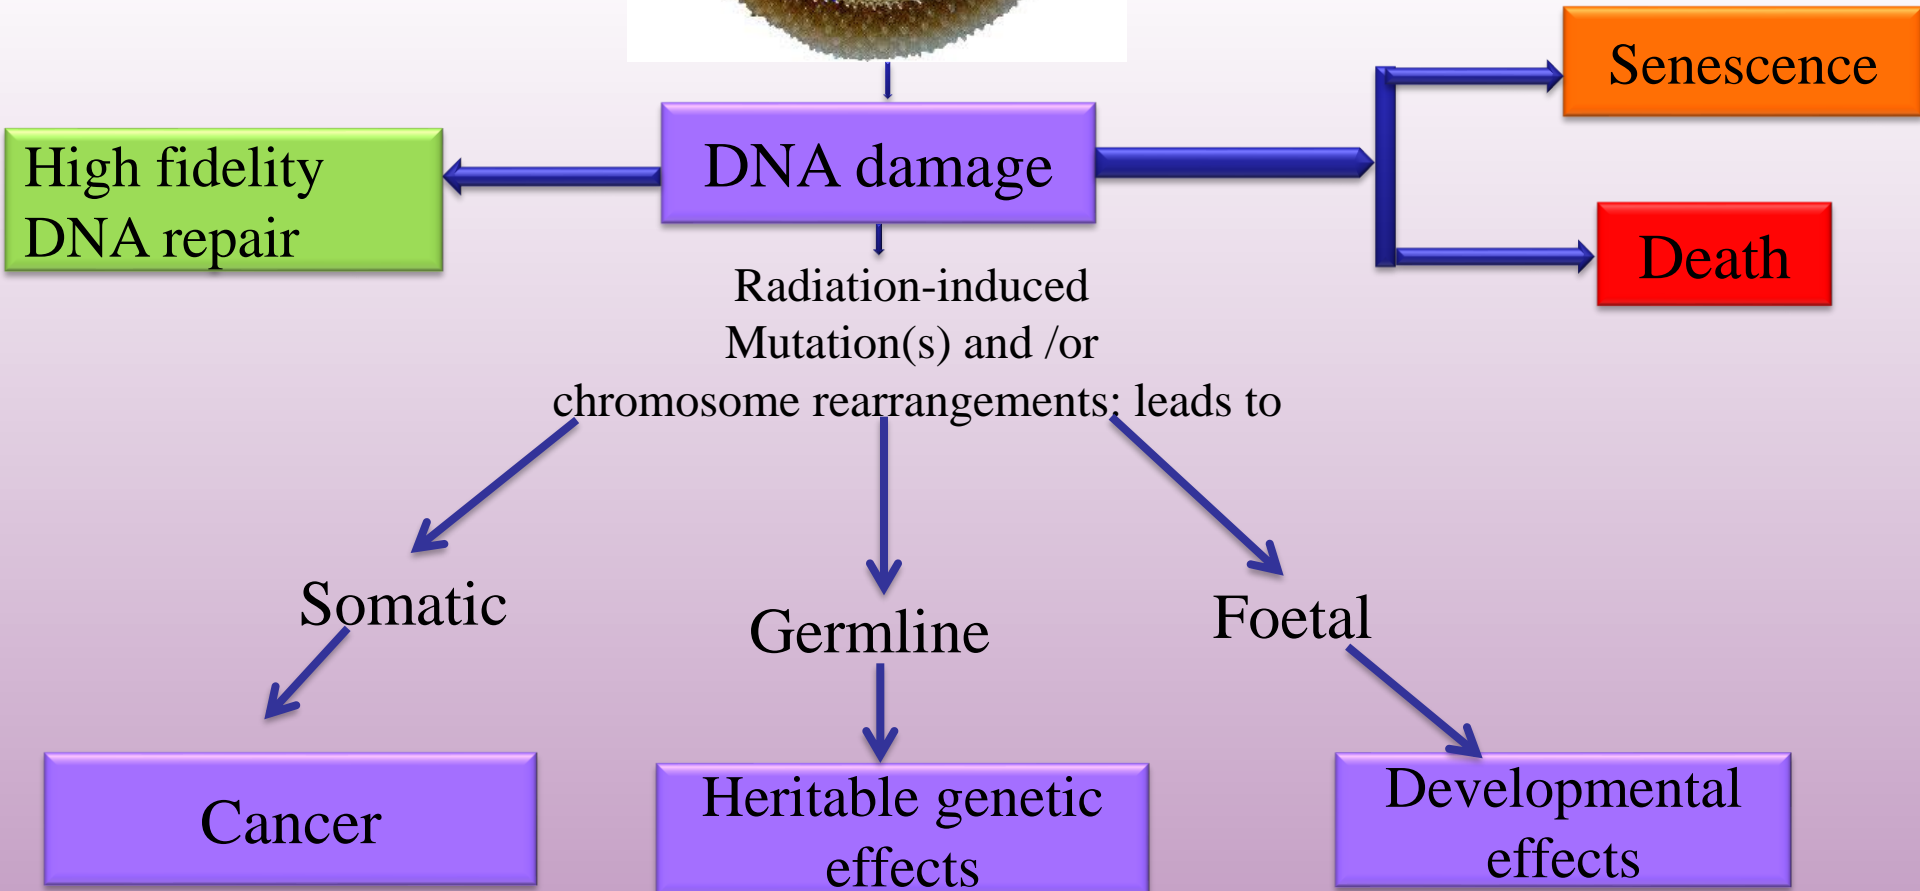 Senescence
High fidelity
DNA repair
DNA damage
Death
Radiation-induced
Mutation(s) and /or
chromosome rearrangements: leads to
Somatic
Germline
Foetal
Cancer
Heritable genetic
effects
Developmental
effects